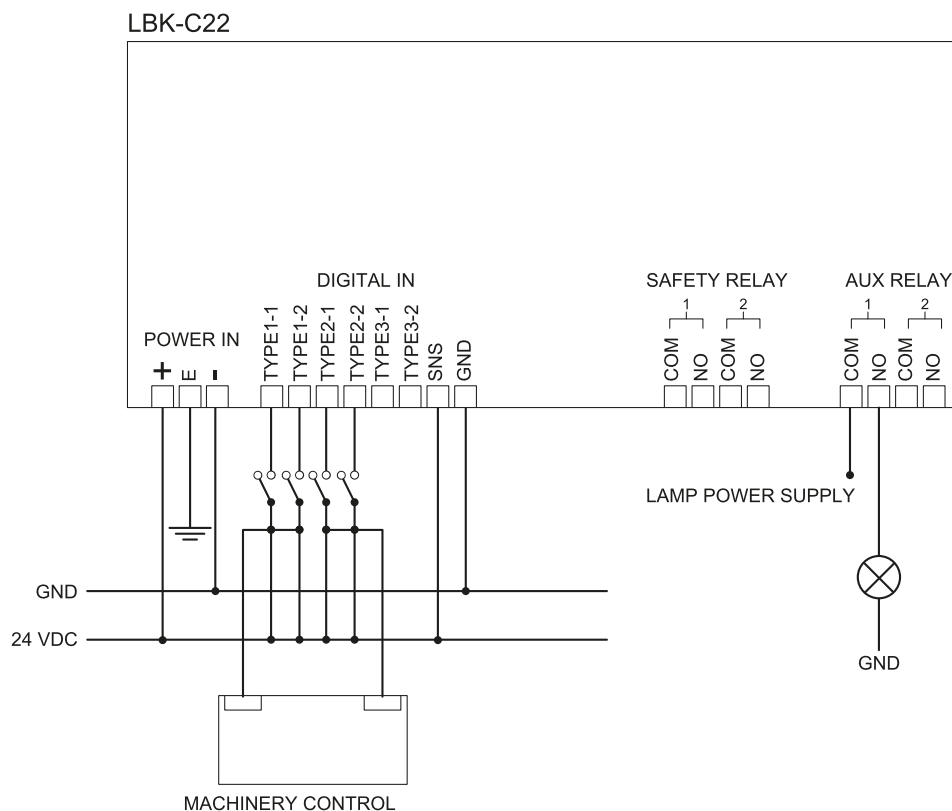 LBK-C22
DIGITAL IN
SAFETY RELAY
AUX RELAY
1
2
1
2
POWER IN
+
E
-
TYPE1-1
TYPE1-2
TYPE2-1
TYPE2-2
TYPE3-1
TYPE3-2
SNS
GND
COM
NO
COM
NO
COM
NO
COM
NO
LAMP POWER SUPPLY
GND
24 VDC
GND
MACHINERY CONTROL